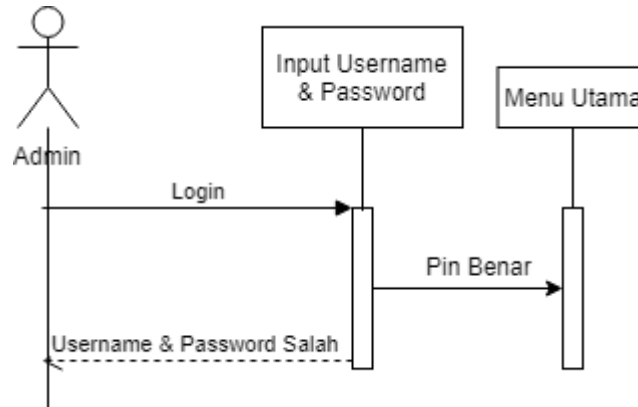 Input Username
& Password
Menu Utama
Admin
Login
Pin Benar
Username & Password Salah